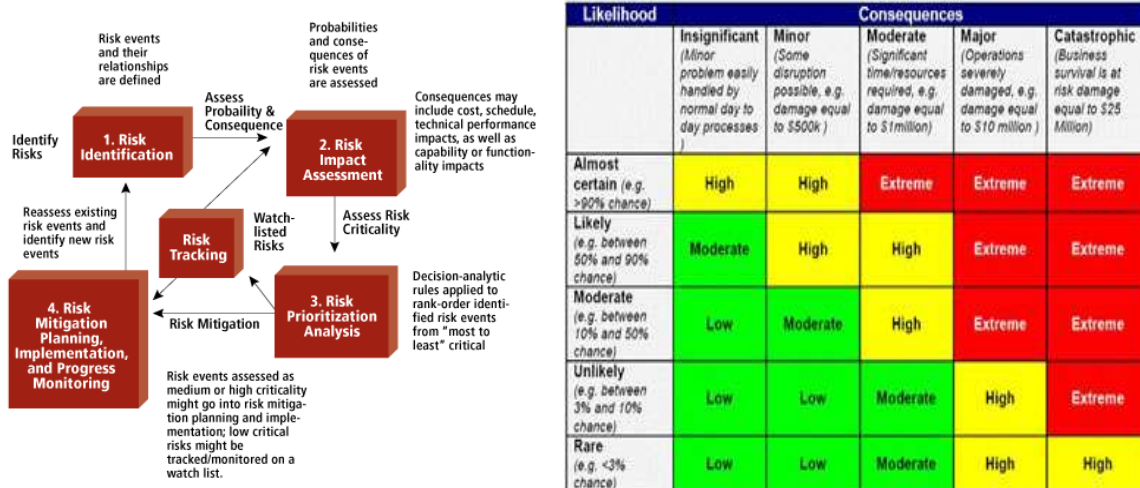 Risk events
and their
relationships
are defined
Probabilities
and conse-
quences of
risk events
are assessed
Identify
Risks
1. Risk
Identification
Assess
Probaility &
Consequence
2. Risk
Impact
Assessment
Consequences may
include cost, schedule,
technical performance
impacts, as well as
capability or function-
ality impacts
Reassess existing
risk events and
identify new risk
events
Risk
Tracking
Watch-
listed
Risks
Assess Risk
Criticality
4. Risk
Mitigation
Planning,
Implementation,
and Progress
Monitoring
Risk Mitigation
3. Risk
Prioritization
Analysis
Decision-analytic
rules applied to
rank-order identi-
fied risk events
from "most to
least" critical
Risk events assessed as
medium or high criticality
might go into risk mitiga-
tion planning and imple-
mentation; low critical
risks might be
tracked/monitored on a
watch list.
Likelihood
Consequences
Insignificant
(Minor
problem easily
handled by
normal day to
day processes
)
Minor
(Some
disruption
possible, e.g.
damage equal
to $500k )
Moderate
(Significant
time/resources
required, e.g.
damage equal
to $1million)
Major
(Operations
severely
damaged, e.g.
damage equal
to $10 million )
Catastrophic
(Business
survival is at
risk damage
equal to $25
Million)
Almost
certain (e.g.
>90% chance)
High
High
Extreme
Extreme
Extreme
Likely
(e.g. between
50% and 90%
chance)
Moderate
High
High
Extreme
Extreme
Moderate
(e.g. between
10% and 50%
chance)
Low
Moderate
High
Extreme
Extreme
Unlikely
(e.g. between
3% and 10%
chance)
Low
Low
Moderate
High
Extreme
Rare
(e.g. <3%
chance)
Low
Low
Moderate
High
High